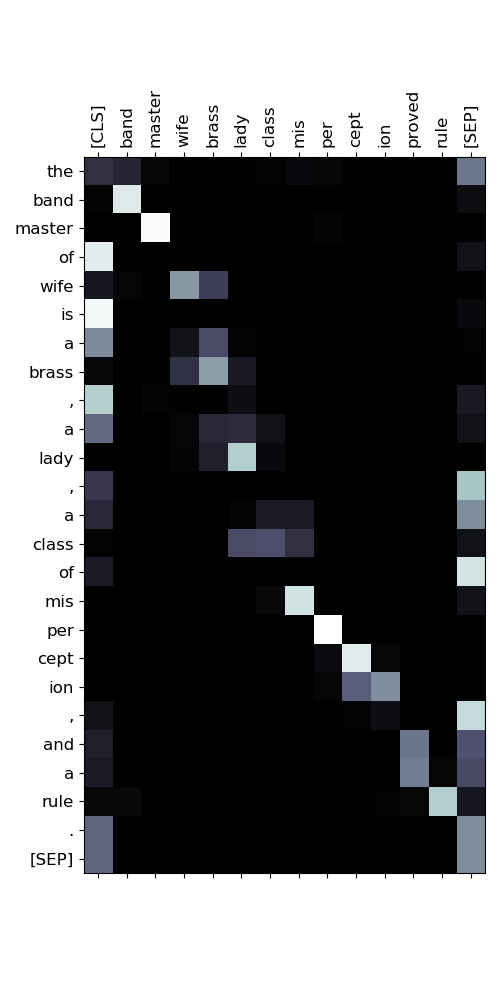 [CLS] band master wife brass lady class mis per cept ion proved rule [SEP]
the
band
master
of
wife
is
a
brass
,
a
lady
,
a
class
of
mis
per
cept
ion
,
and
a
rule
.
[SEP]